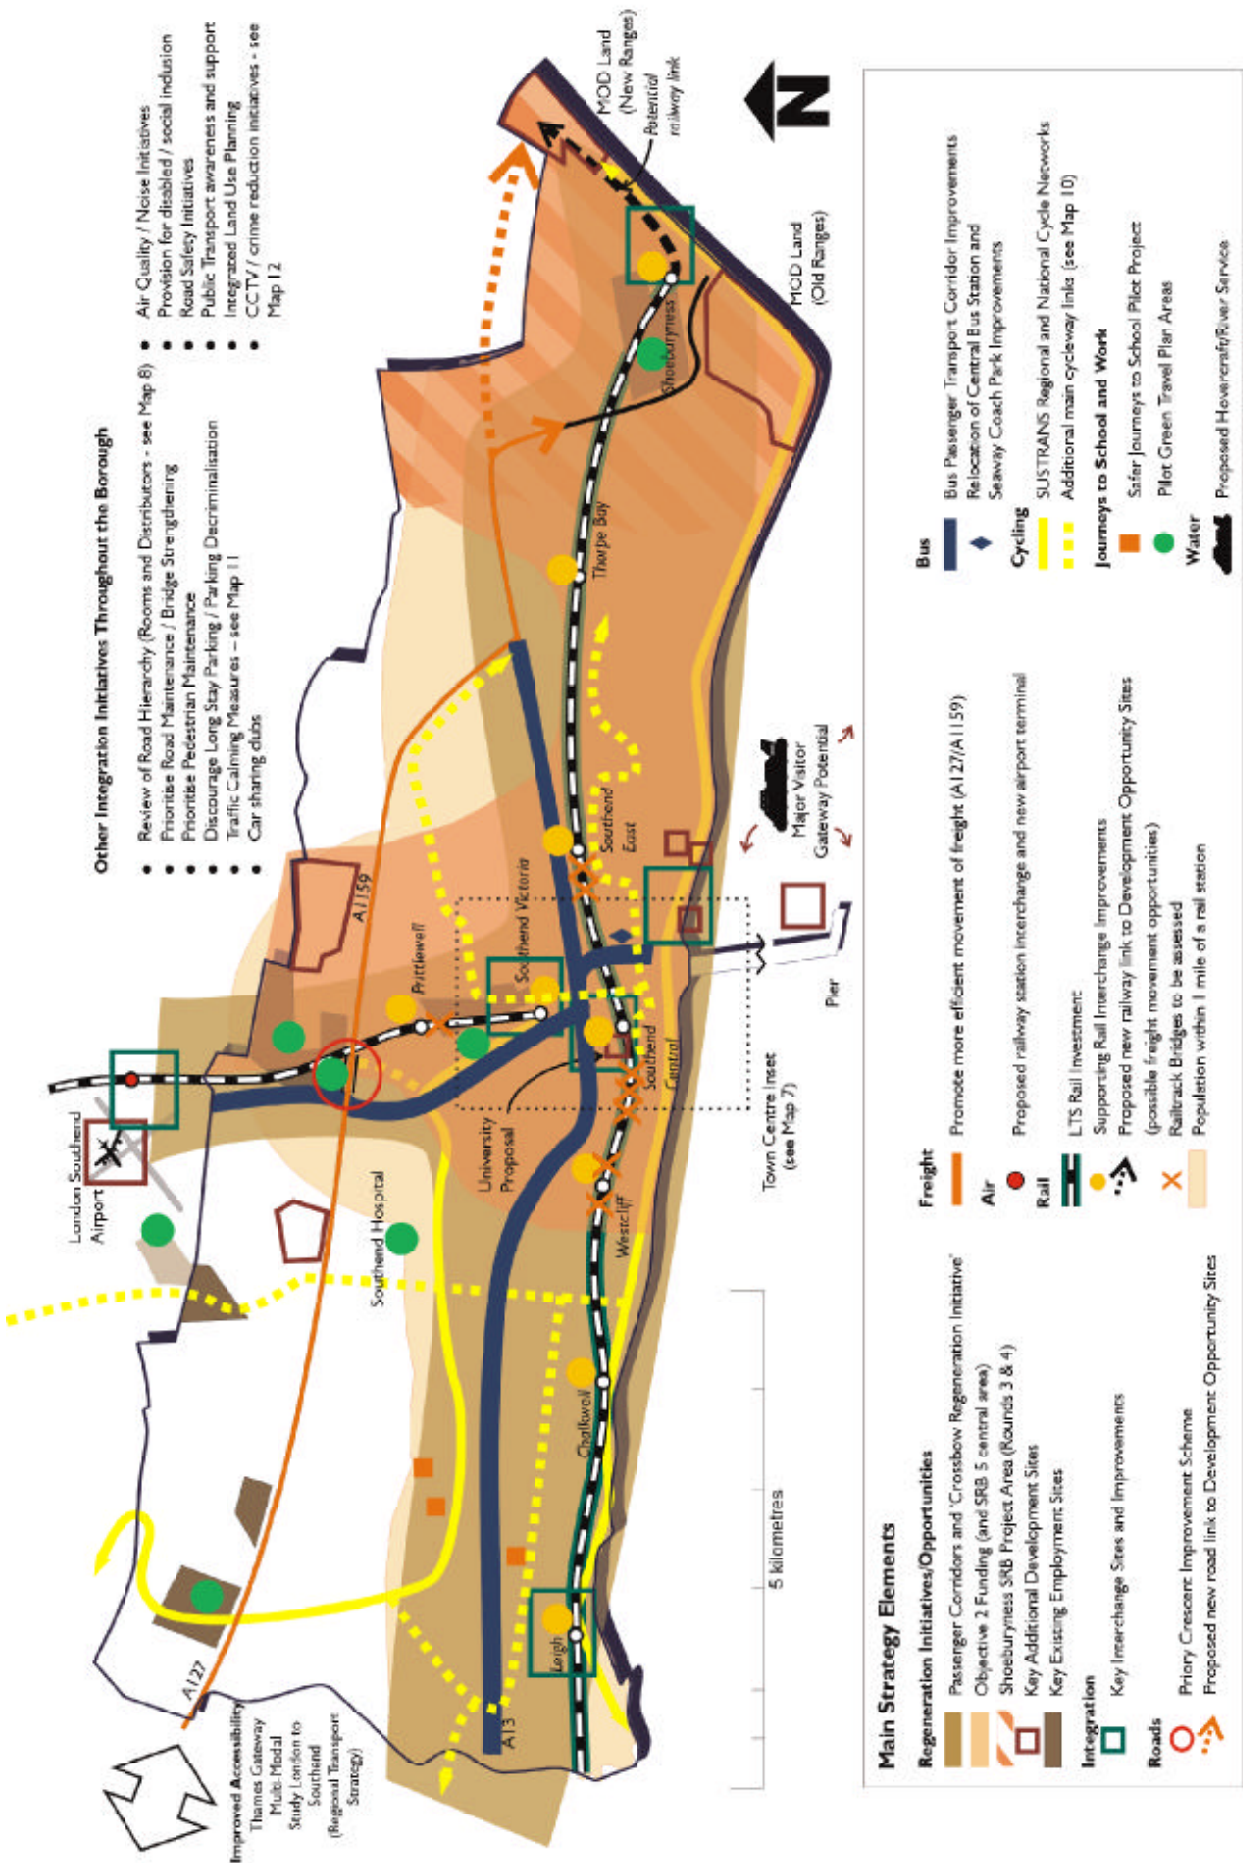 Other Integration Initiatives Throughout the Borough
• Review of Road Hierarchy (Rooms and Distributors - see Map 8)
• Prioritise Road Maintenance / Bridge Strengthening
• Prioritise Pedestrian Maintenance
• Discourage Long Stay Parking / Parking Decriminalisation
• Traffic Calming Measures – see Map 11
• Car sharing clubs
• Air Quality / Noise Initiatives
• Provision for disabled / social inclusion
• Road Safety Initiatives
• Public Transport awareness and support
• Integrated Land Use Planning
• CCTV / crime reduction initiatives - see
Map 12
Improved Accessibility
Thames Gateway
Multi-Modal
Study London to
Southend
(Regional Transport
Strategy)
A127
London Southend
Airport
Southend Hospital
A1159
Prittlewell
Southend Victoria
University
Proposal
A13
Leigh
Chalkwell
Westcliff
Southend
Central
Southend
East
Thorpe Bay
Shoeburyness
MOD Land
(New Ranges)
Potential
railway link
MOD Land
(Old Ranges)
N
Town Centre Inset
(see Map 7)
Pier
Major Visitor
Gateway Potential
5 kilometres
Main Strategy Elements
Regeneration Initiatives/Opportunities
Passenger Corridors and 'Crossbow Regeneration Initiative'
Objective 2 Funding (and SRB 5 central area)
Shoeburyness SRB Project Area (Rounds 3 & 4)
Key Additional Development Sites
Key Existing Employment Sites
Integration
Key Interchange Sites and Improvements
Roads
Priory Crescent Improvement Scheme
Proposed new road link to Development Opportunity Sites
Freight
Promote more efficient movement of freight (A127/A1159)
Air
Proposed railway station interchange and new airport terminal
Rail
LTS Rail Investment
Supporting Rail Interchange Improvements
Proposed new railway link to Development Opportunity Sites
(possible freight movement opportunities)
Railtrack Bridges to be assessed
Population within 1 mile of a rail station
Bus
Bus Passenger Transport Corridor Improvements
Relocation of Central Bus Station and
Seaway Coach Park Improvements
Cycling
SUSTRANS Regional and National Cycle Networks
Additional main cycleway links (see Map 10)
Journeys to School and Work
Safer Journeys to School Pilot Project
Pilot Green Travel Plan Areas
Water
Proposed Hovercraft/River Service